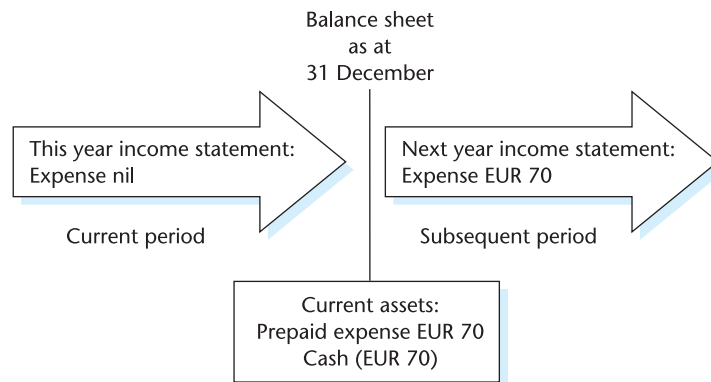 Balance sheet
as at
31 December
This year income statement:
Expense nil
Next year income statement:
Expense EUR 70
Current period
Subsequent period
Current assets:
Prepaid expense EUR 70
Cash (EUR 70)